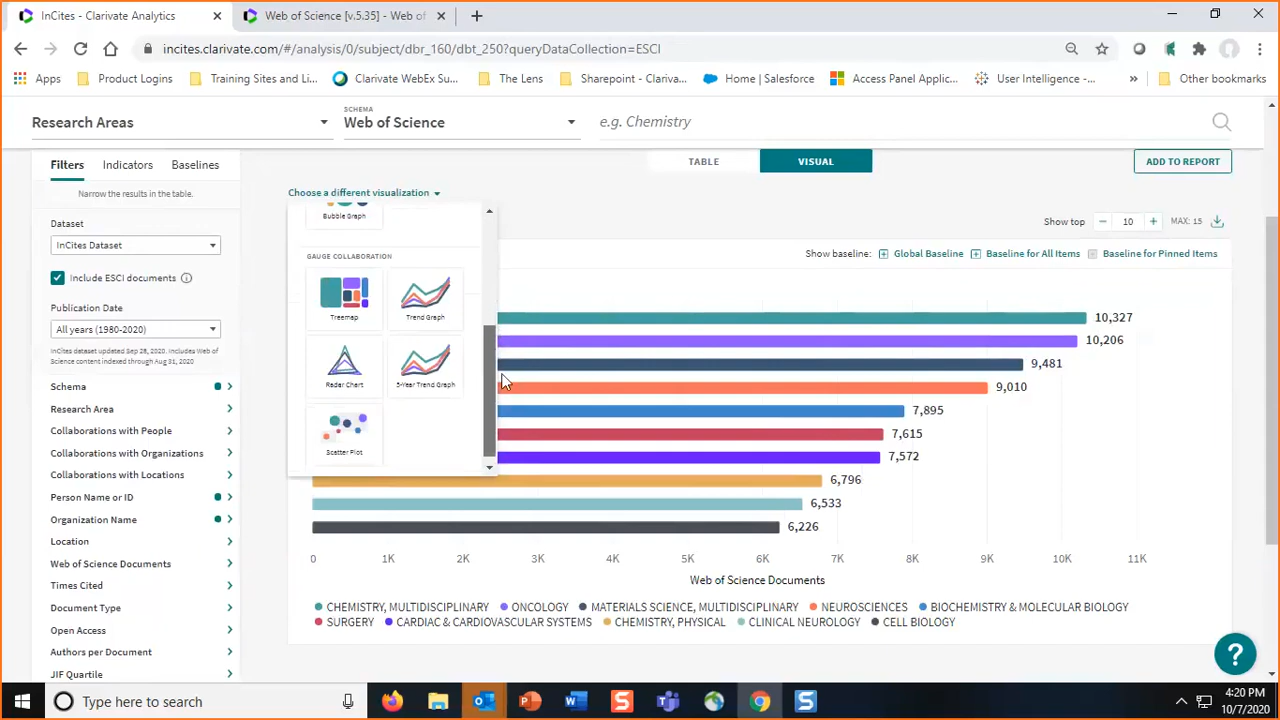 InCites - Clarivate Analytics
Web of Science [v.5.35] - Web of
incites.clarivate.com/#/analysis/0/subject/dbr_160/dbt_250?queryDataCollection=ESCI
Apps
Product Logins
Training Sites and Li...
Clarivate WebEx Su...
The Lens
Sharepoint - Clariva...
Home | Salesforce
Access Panel Applic...
User Intelligence -...
»
Other bookmarks
Research Areas
SCHEMA
Web of Science
e.g. Chemistry
Filters Indicators Baselines
Narrow the results in the table.
Dataset
InCites Dataset
Include ESCI documents
Publication Date
All years (1980-2020)
InCites dataset updated Sep 28, 2020. Includes Web of
Science content indexed through Aug 31, 2020
Schema
Research Area
Collaborations with People
Collaborations with Organizations
Collaborations with Locations
Person Name or ID
Organization Name
Location
Web of Science Documents
Times Cited
Document Type
Open Access
Authors per Document
JIF Quartile
TABLE
VISUAL
ADD TO REPORT
Choose a different visualization
Bubble Graph
GAUGE COLLABORATION
Treemap
Trend Graph
Radar Chart
5-Year Trend Graph
Scatter Plot
Show top
10
MAX: 15
Show baseline:
Global Baseline
Baseline for All Items
Baseline for Pinned Items
10,327
10,206
9,481
9,010
7,895
7,615
7,572
6,796
6,533
6,226
0 1K 2K 3K 4K 5K 6K 7K 8K 9K 10K 11K
Web of Science Documents
CHEMISTRY, MULTIDISCIPLINARY ONCOLOGY MATERIALS SCIENCE, MULTIDISCIPLINARY NEUROSCIENCES BIOCHEMISTRY & MOLECULAR BIOLOGY
SURGERY CARDIAC & CARDIOVASCULAR SYSTEMS CHEMISTRY, PHYSICAL CLINICAL NEUROLOGY CELL BIOLOGY
?
Type here to search
4:20 PM
10/7/2020